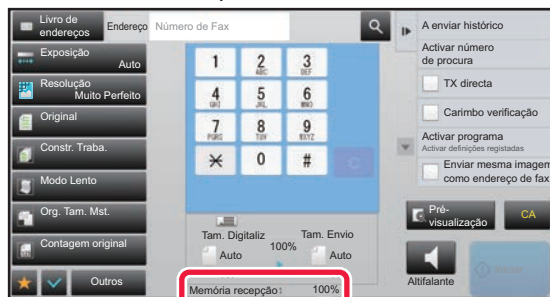 Livro de
endereços
Endereço
Número de Fax
Exposição
Auto
Resolução
Muito Perfeito
Original
Constr. Traba.
Modo Lento
Org. Tam. Mst.
Contagem original
Outros
1
2
ABC
3
DEF
4
GHI
5
JKL
6
MNO
7
PQRS
8
TUV
9
WXYZ
0
#
C
Tam. Digitaliz
100%
Tam. Envio
Auto
Auto
Memória recepção:
100%
A enviar histórico
Activar número
de procura
TX directa
Carimbo verificação
Activar programa
Activar definições registadas
Enviar mesma imagem
como endereço de fax
Pré-
visualização
CA
Altifalante